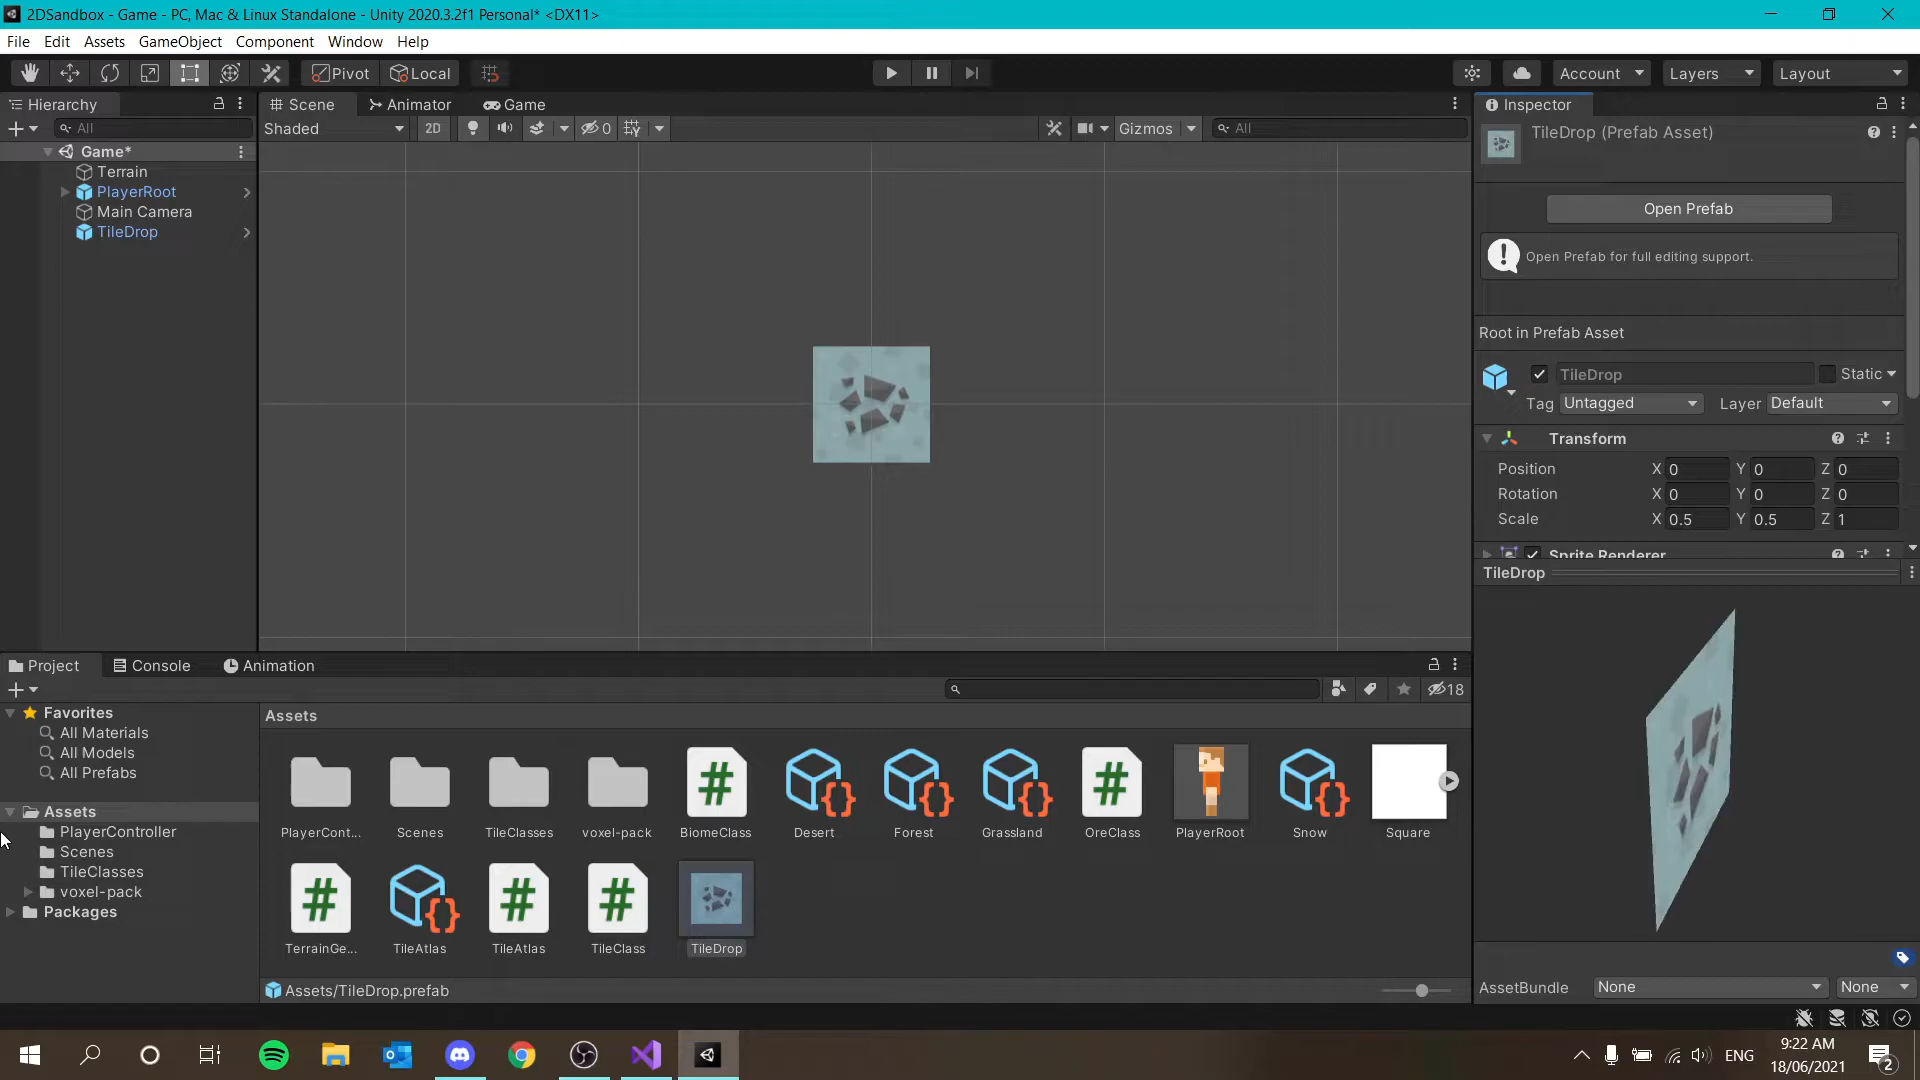 2DSandbox - Game - PC, Mac & Linux Standalone - Unity 2020.3.2f1 Personal* <DX11>
File Edit Assets GameObject Component Window Help
Pivot Local Account Layers Layout
Hierarchy
All
Game*
Terrain
PlayerRoot
Main Camera
TileDrop
Scene Animator Game
Shaded 2D 0 Gizmos All
Inspector
TileDrop (Prefab Asset)
Open Prefab
Open Prefab for full editing support.
Root in Prefab Asset
TileDrop Static
Tag Untagged Layer Default
Transform
Position X 0 Y 0 Z 0
Rotation X 0 Y 0 Z 0
Scale X 0.5 Y 0.5 Z 1
Sprite Renderer
TileDrop
AssetBundle None None
Project Console Animation
18
Favorites
All Materials
All Models
All Prefabs
Assets
PlayerController
Scenes
TileClasses
voxel-pack
Packages
Assets
PlayerCont... Scenes TileClasses voxel-pack BiomeClass Desert Forest Grassland OreClass PlayerRoot Snow Square
TerrainGe... TileAtlas TileAtlas TileClass TileDrop
Assets/TileDrop.prefab
ENG
9:22 AM
18/06/2021
2